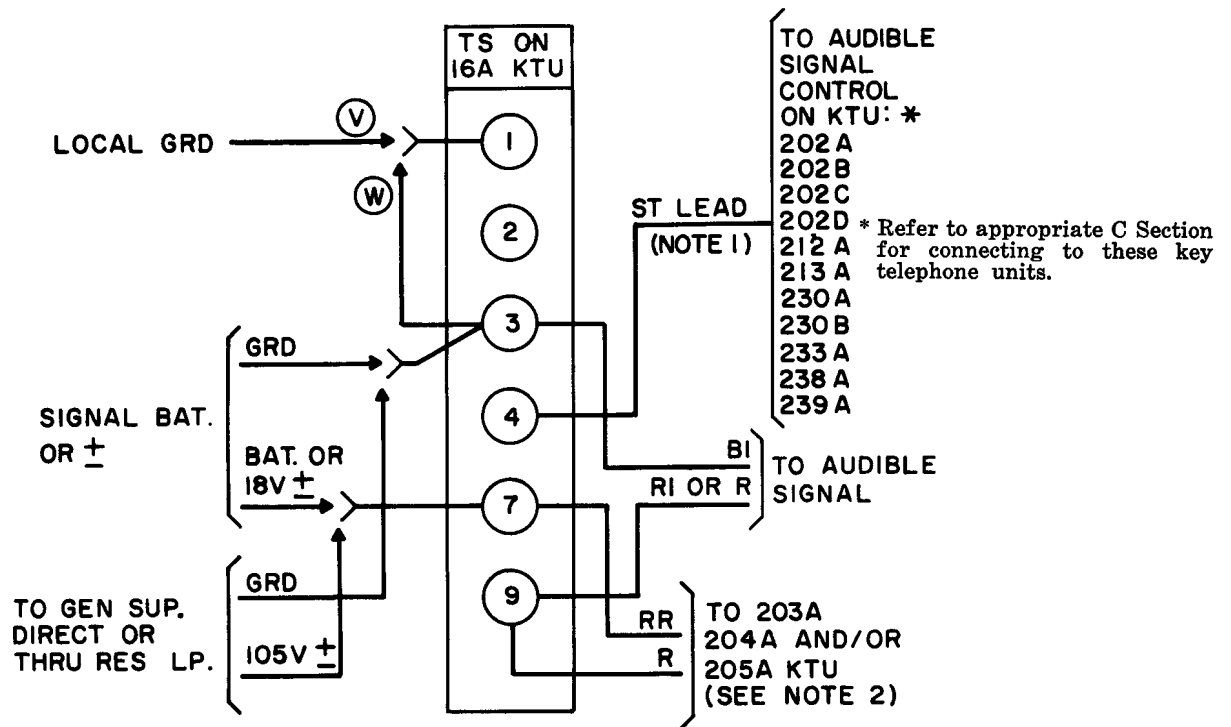 TS ON
16A KTU
LOCAL GRD
V
W
1
2
3
4
7
9
ST LEAD
(NOTE 1)
TO AUDIBLE
SIGNAL
CONTROL
ON KTU: *
202A
202B
202C
202D
212A
213A
230A
230B
233A
238A
239A
* Refer to appropriate C Section
for connecting to these key
telephone units.
GRD
SIGNAL BAT.
OR ±
BAT. OR
18V ±
B1
R1 OR R
TO AUDIBLE
SIGNAL
GRD
TO GEN SUP.
DIRECT OR
THRU RES LP.
105V ±
RR
R
TO 203A
204A AND/OR
205A KTU
(SEE NOTE 2)